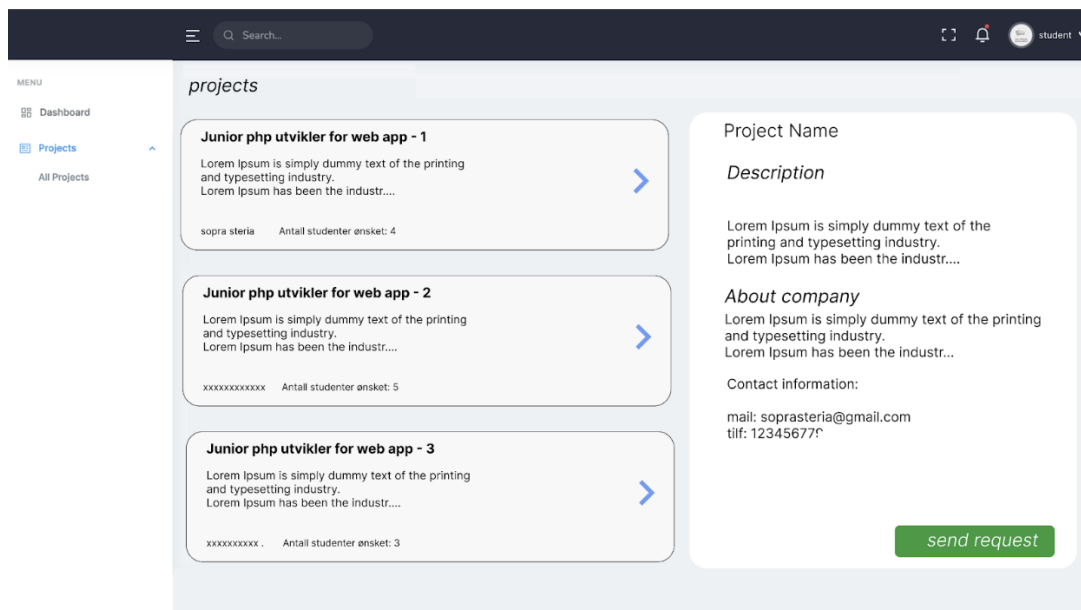 Search...
student
MENU
Dashboard
Projects
All Projects
projects
Junior php utvikler for web app - 1
Lorem Ipsum is simply dummy text of the printing
and typesetting industry.
Lorem Ipsum has been the industr....
sopra steria Antall studenter ønsket: 4
Junior php utvikler for web app - 2
Lorem Ipsum is simply dummy text of the printing
and typesetting industry.
Lorem Ipsum has been the industr....
xxxxxxxxxxxx Antall studenter ønsket: 5
Junior php utvikler for web app - 3
Lorem Ipsum is simply dummy text of the printing
and typesetting industry.
Lorem Ipsum has been the industr....
xxxxxxxxxx . Antall studenter ønsket: 3
Project Name
Description
Lorem Ipsum is simply dummy text of the
printing and typesetting industry.
Lorem Ipsum has been the industr....
About company
Lorem Ipsum is simply dummy text of the printing
and typesetting industry.
Lorem Ipsum has been the industr...
Contact information:
mail: soprasteria@gmail.com
tilf:
send request